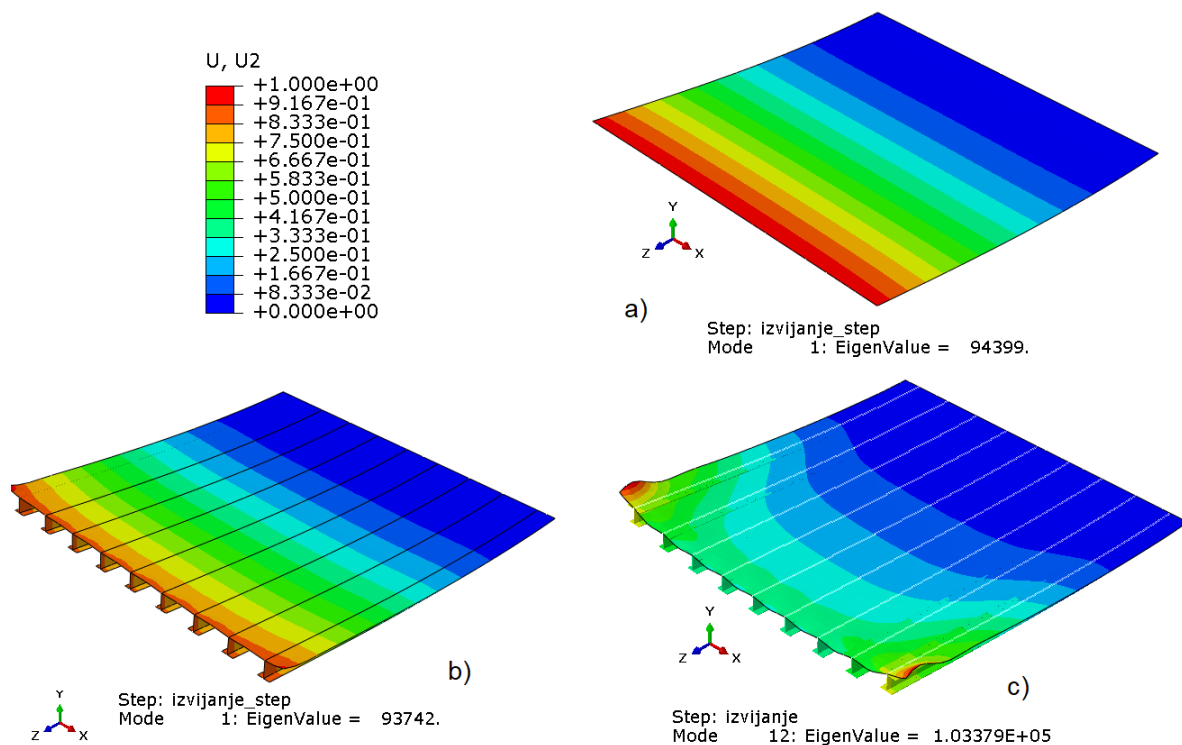 U, U2
+1.000e+00
+9.167e-01
+8.333e-01
+7.500e-01
+6.667e-01
+5.833e-01
+5.000e-01
+4.167e-01
+3.333e-01
+2.500e-01
+1.667e-01
+8.333e-02
+0.000e+00
Y
Z X
a)
Step: izvijanje_step
Mode 1: EigenValue = 94399.
b)
Step: izvijanje_step
Mode 1: EigenValue = 93742.
Y
Z X
Y
Z X
c)
Step: izvijanje
Mode 12: EigenValue = 1.03379E+05